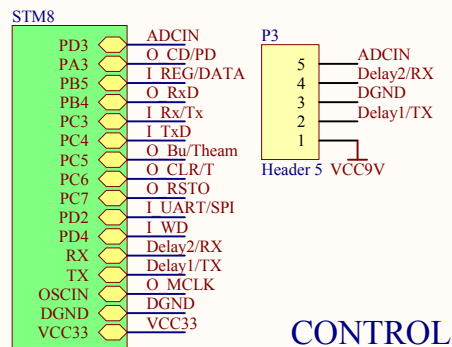 STM8
PD3 ADCIN
PA3 O_CD/PD
PB5 I_REG/DATA
PB4 O_RxD
PC3 I_Rx/Tx
PC4 I_TxD
PC5 O_Bu/Theam
PC6 O_CLR/T
PC7 O_RSTO
PD2 I_UART/SPI
PD4 I_WD
RX Delay2/RX
TX Delay1/TX
OSCIN O_MCLK
DGND DGND
VCC33 VCC33
P3
5 ADCIN
4 Delay2/RX
3 DGND
2 Delay1/TX
1
Header 5 VCC9V
CONTROL